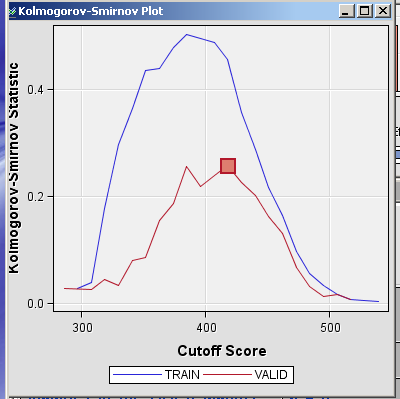 Kolmogorov-Smirnov Plot
Kolmogorov-Smirnov Statistic
0.4
0.2
0.0
300 400 500
Cutoff Score
TRAIN VALID